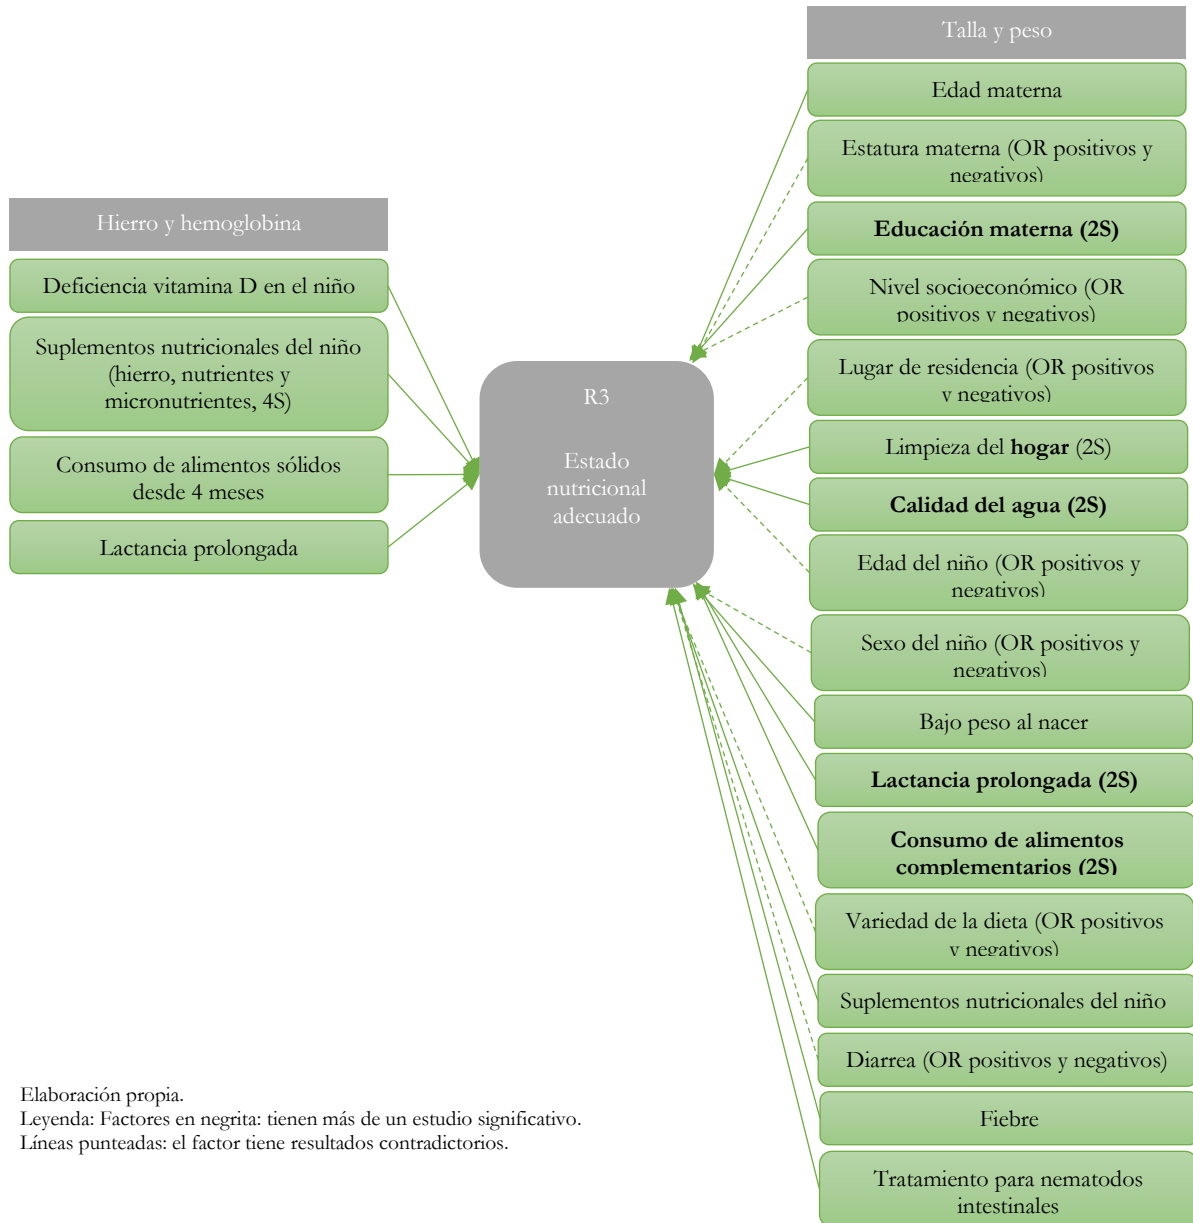 Hierro y hemoglobina
Deficiencia vitamina D en el niño
Suplementos nutricionales del niño
(hierro, nutrientes y
micronutrientes, 4S)
Consumo de alimentos sólidos
desde 4 meses
Lactancia prolongada
R3
Estado
nutricional
adecuado
Talla y peso
Edad materna
Estatura materna (OR positivos y
negativos)
Educación materna (2S)
Nivel socioeconómico (OR
positivos y negativos)
Lugar de residencia (OR positivos
y negativos)
Limpieza del hogar (2S)
Calidad del agua (2S)
Edad del niño (OR positivos y
negativos)
Sexo del niño (OR positivos y
negativos)
Bajo peso al nacer
Lactancia prolongada (2S)
Consumo de alimentos
complementarios (2S)
Variedad de la dieta (OR positivos
y negativos)
Suplementos nutricionales del niño
Diarrea (OR positivos y negativos)
Fiebre
Tratamiento para nematodos
intestinales
Elaboración propia.
Leyenda: Factores en negrita: tienen más de un estudio significativo.
Líneas punteadas: el factor tiene resultados contradictorios.